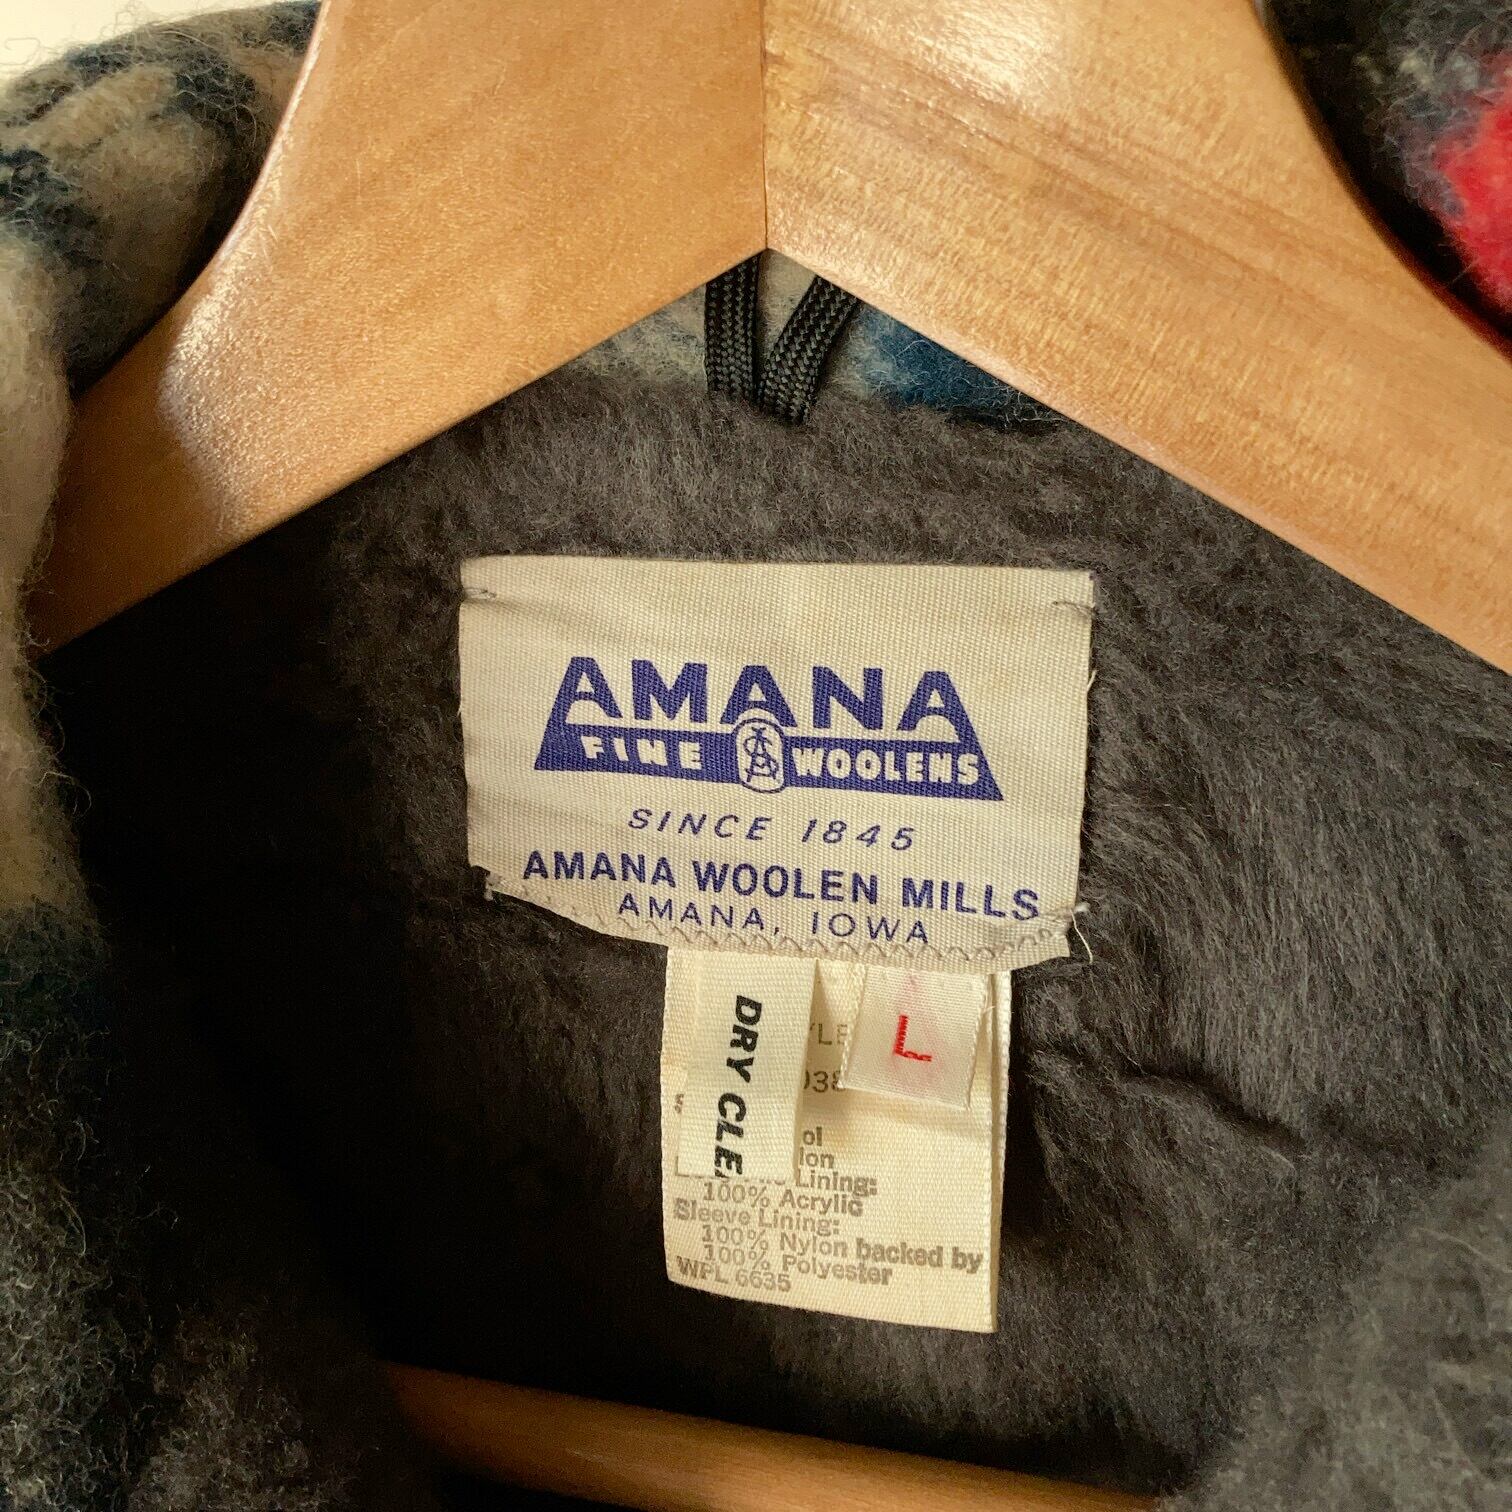 AMANA
FINE WOOLENS
SINCE 1845
AMANA WOOLEN MILLS
AMANA, IOWA
DRY CLE
L
Lining:
100% Acrylic
Sleeve Lining:
100% Nylon backed by
100% Polyester
WPL 6635